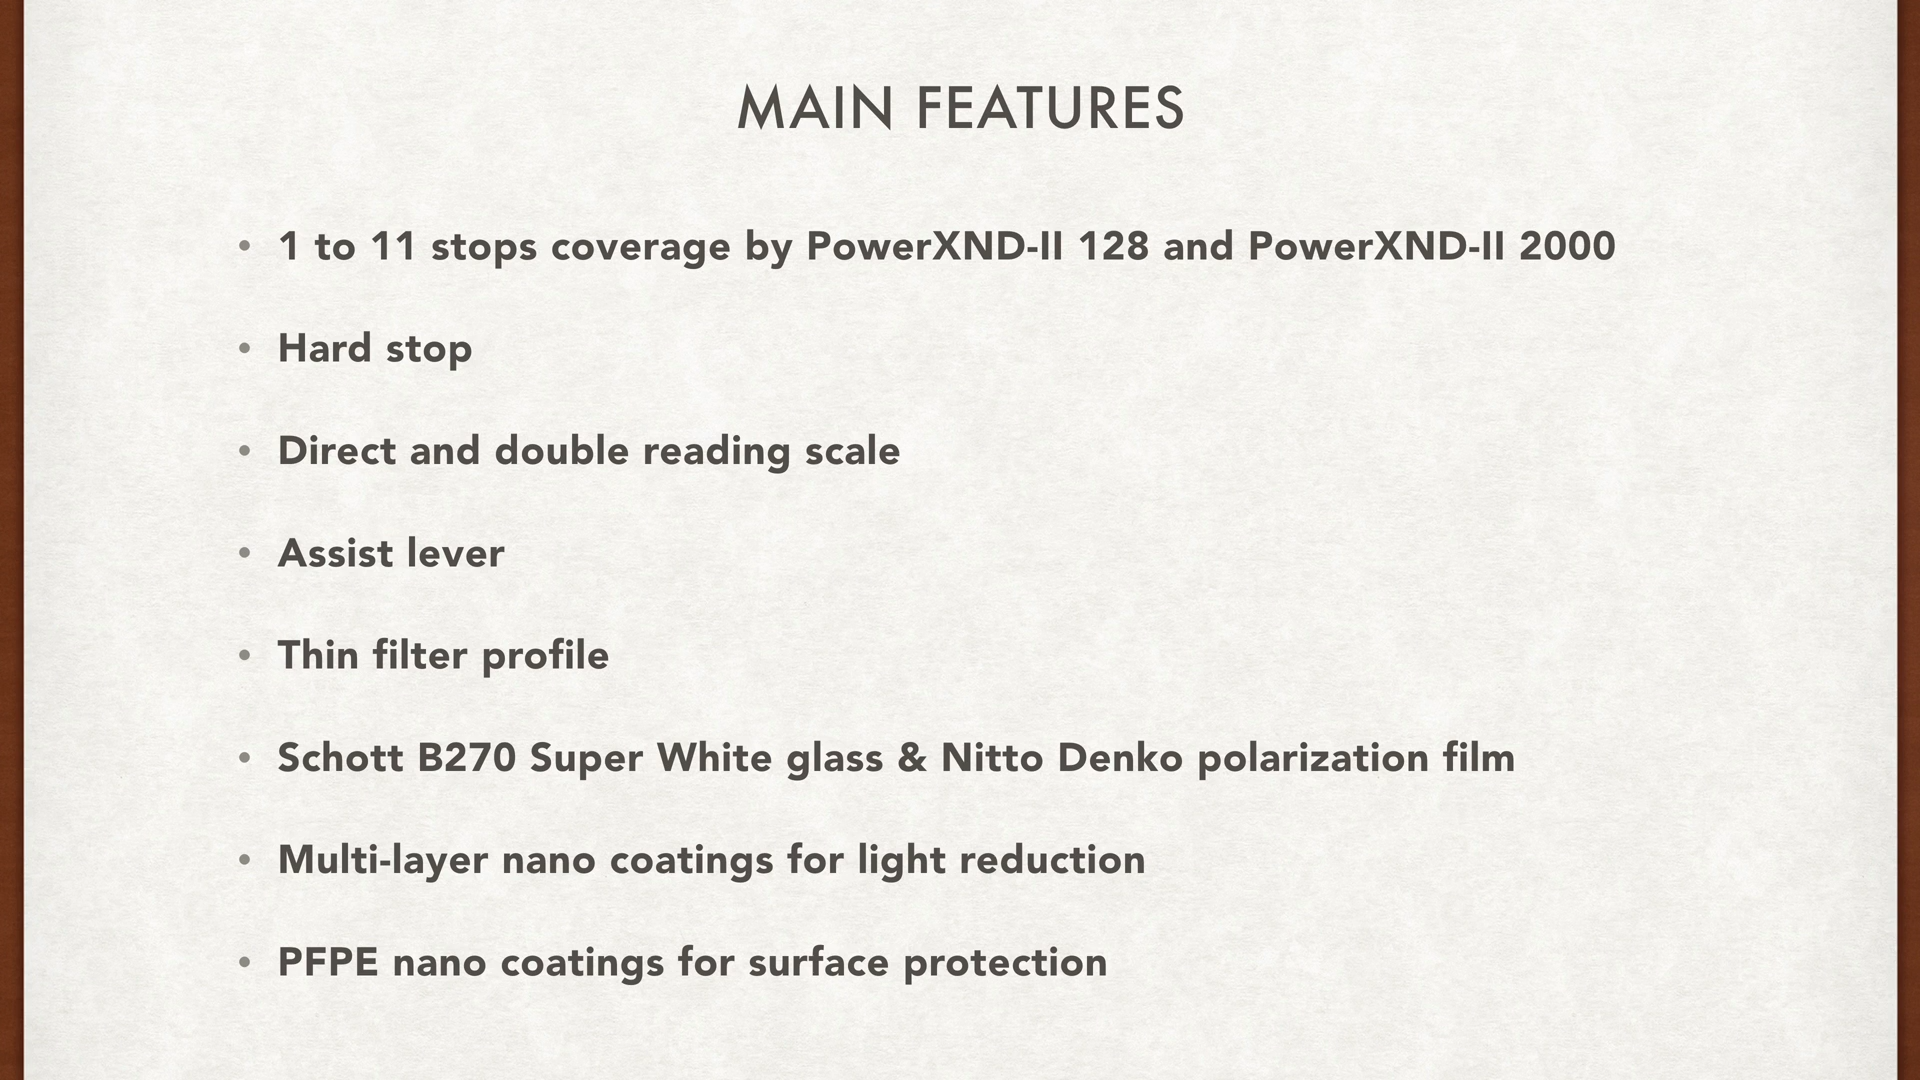 MAIN FEATURES
• 1 to 11 stops coverage by PowerXND-II 128 and PowerXND-II 2000
• Hard stop
• Direct and double reading scale
• Assist lever
• Thin filter profile
• Schott B270 Super White glass & Nitto Denko polarization film
• Multi-layer nano coatings for light reduction
• PFPE nano coatings for surface protection